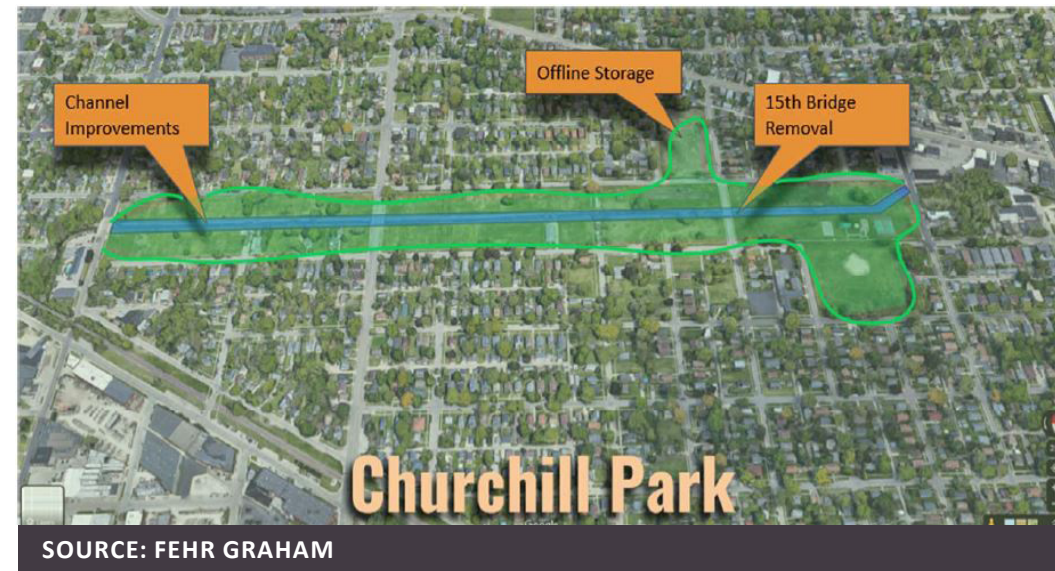 Offline Storage
Channel
Improvements
15th Bridge
Removal
Churchill Park
SOURCE: FEHR GRAHAM